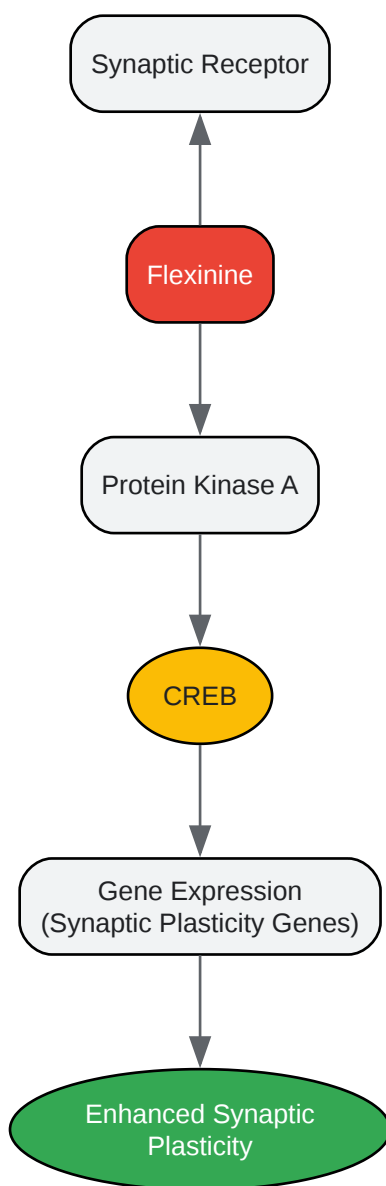 Synaptic Receptor
Flexinine
Protein Kinase A
CREB
Gene Expression
(Synaptic Plasticity Genes)
Enhanced Synaptic
Plasticity